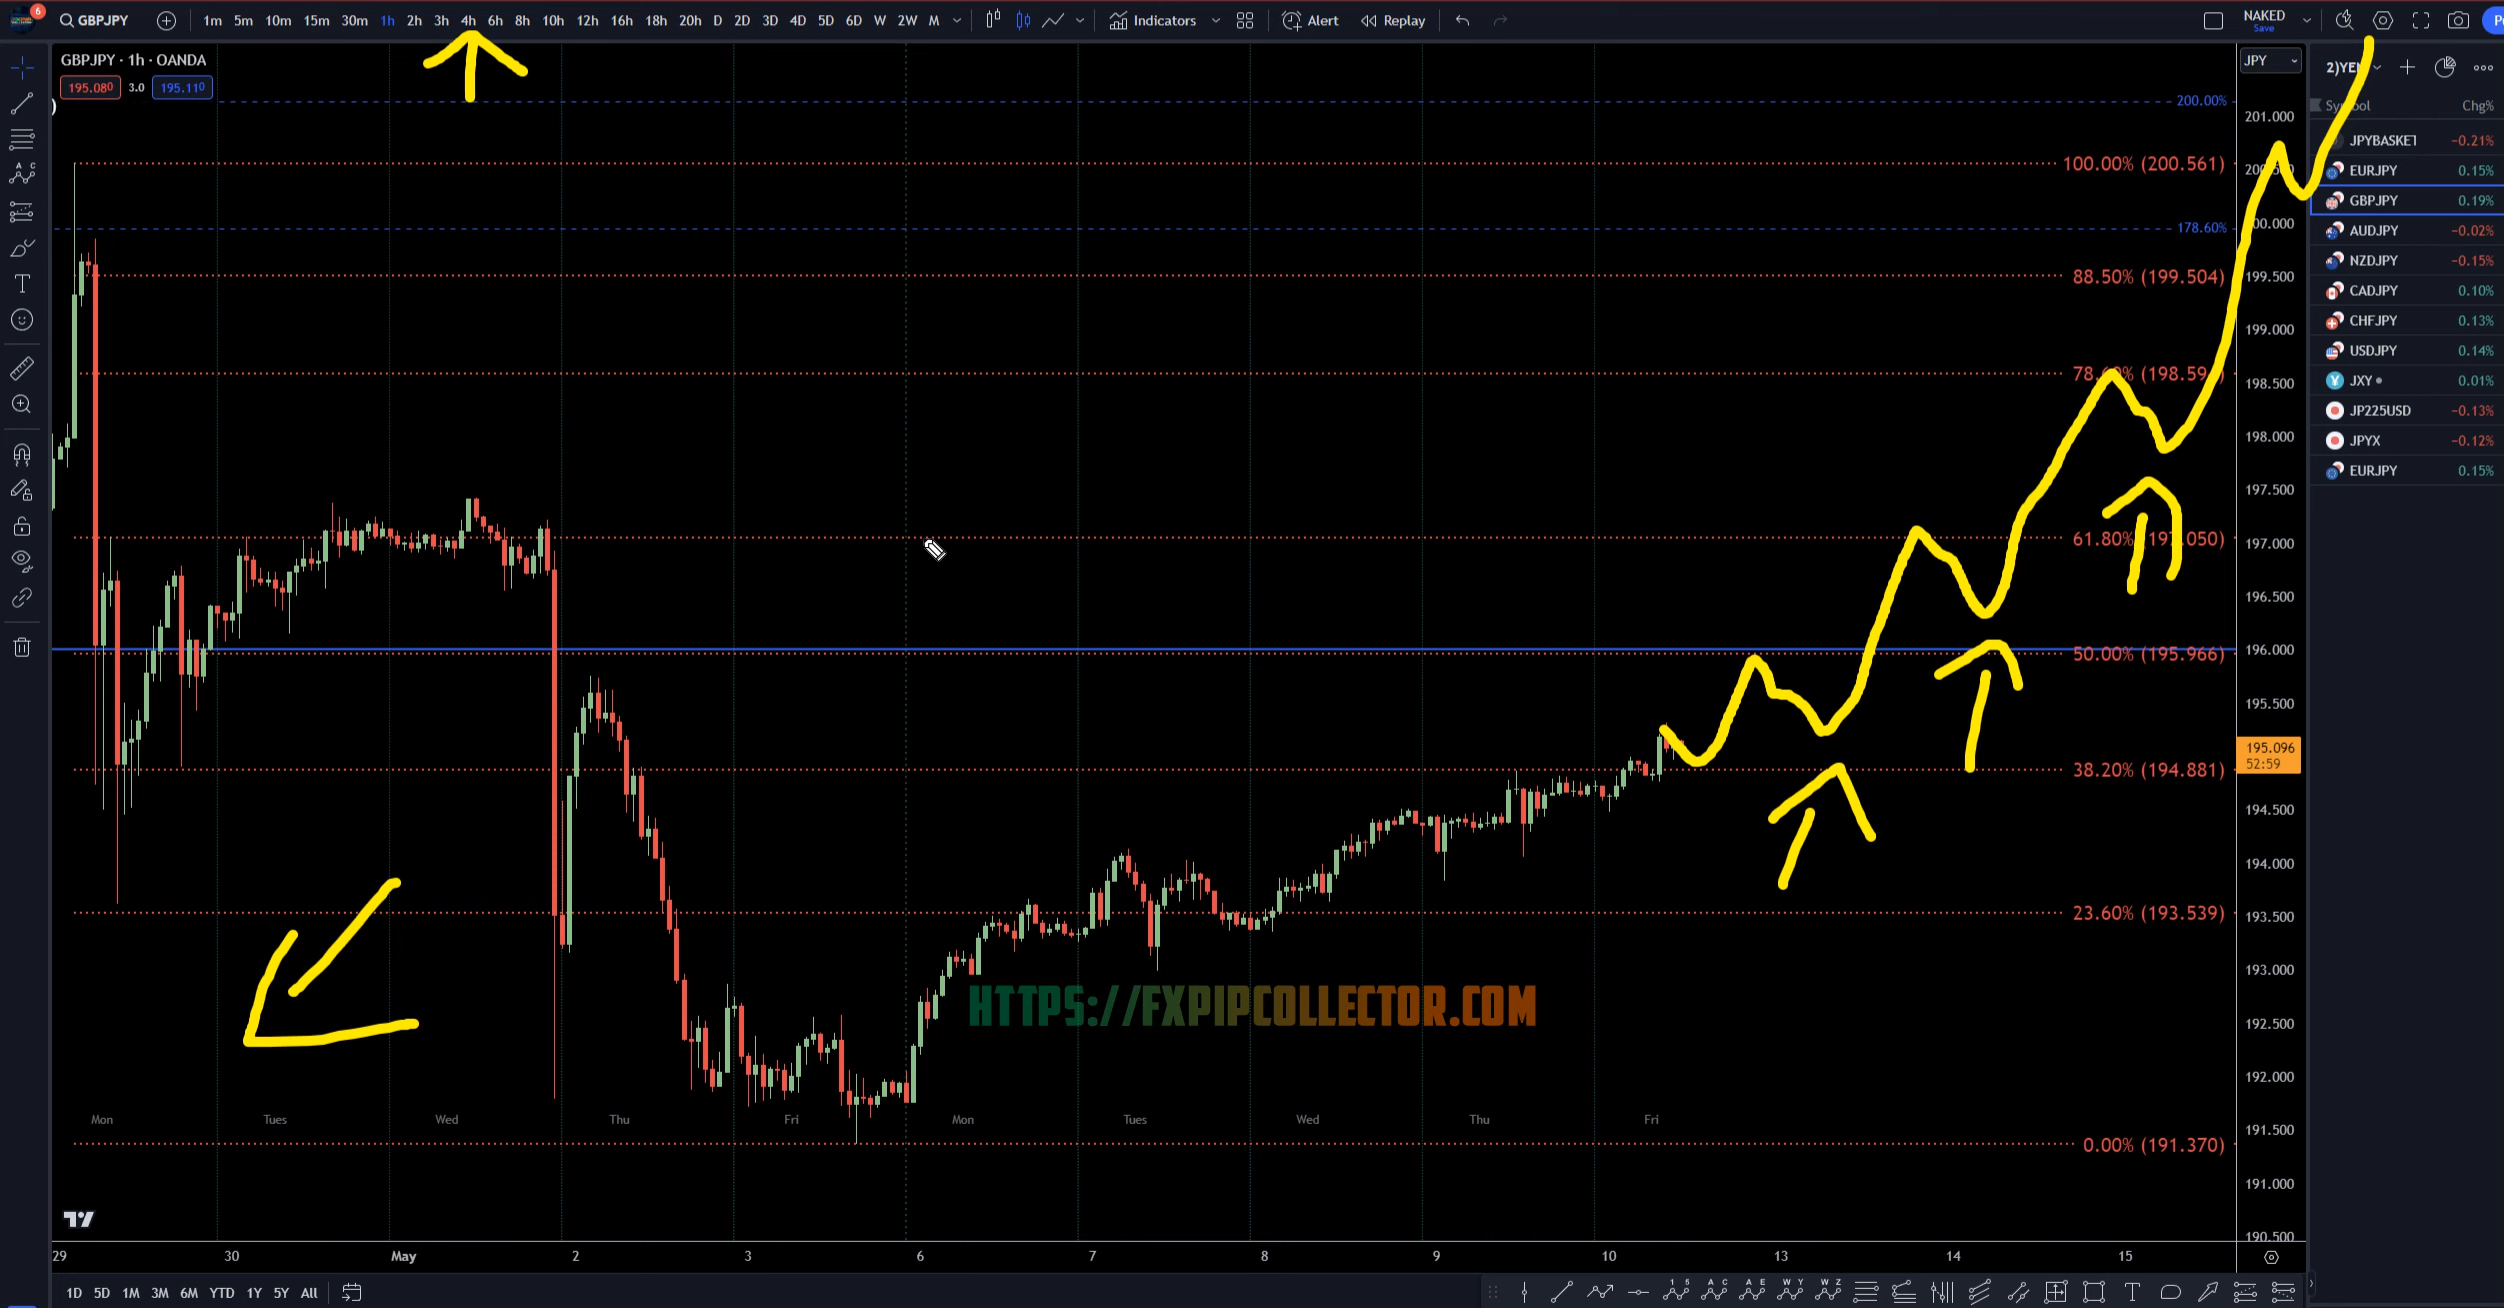 6
GBPJPY
1m 5m 10m 15m 30m 1h 2h 3h 4h 6h 8h 10h 12h 16h 18h 20h D 2D 3D 4D 5D 6D W 2W M
Indicators
Alert
Replay
NAKED
Save
GBPJPY · 1h · OANDA
195.080 3.0 195.110
JPY
Chg%
200.00%
201.000
100.00% (200.561)
178.60%
88.50% (199.504)
199.500
199.000
198.500
198.000
197.500
61.80%
197.000
196.500
50.00% (195.966)
196.000
195.500
195.096
52:59
38.20% (194.881)
194.500
194.000
23.60% (193.539)
193.500
193.000
192.500
192.000
0.00% (191.370)
191.500
191.000
190.500
JPYBASKET −0.21%
EURJPY 0.15%
GBPJPY 0.19%
AUDJPY −0.02%
NZDJPY −0.15%
CADJPY 0.10%
CHFJPY 0.13%
USDJPY 0.14%
JXY 0.01%
JP225USD −0.13%
JPYX −0.12%
EURJPY 0.15%
HTTPS://FXPIPCOLLECTOR.COM
Mon Tues Wed Thu Fri Mon Tues Wed Thu Fri
29 30 May 2 3 6 7 8 9 10 13 14 15
1D 5D 1M 3M 6M YTD 1Y 5Y All